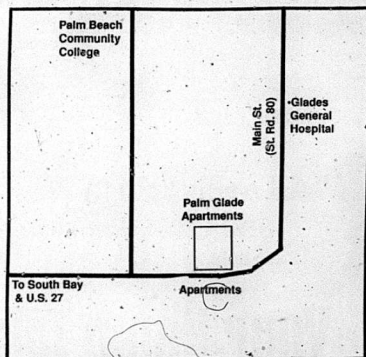 Palm Beach
Community
College
Main St.
(St. Rd. 80)
•Glades
General
Hospital
Palm Glade
Apartments
To South Bay
& U.S. 27
Apartments